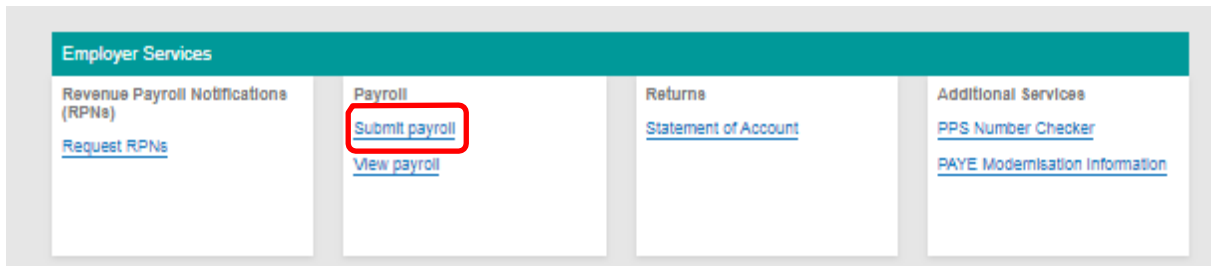 Employer Services
Revenue Payroll Notifications
(RPNs)
Request RPNs
Payroll
Submit payroll
View payroll
Returns
Statement of Account
Additional Services
PPS Number Checker
PAYE Modernisation Information